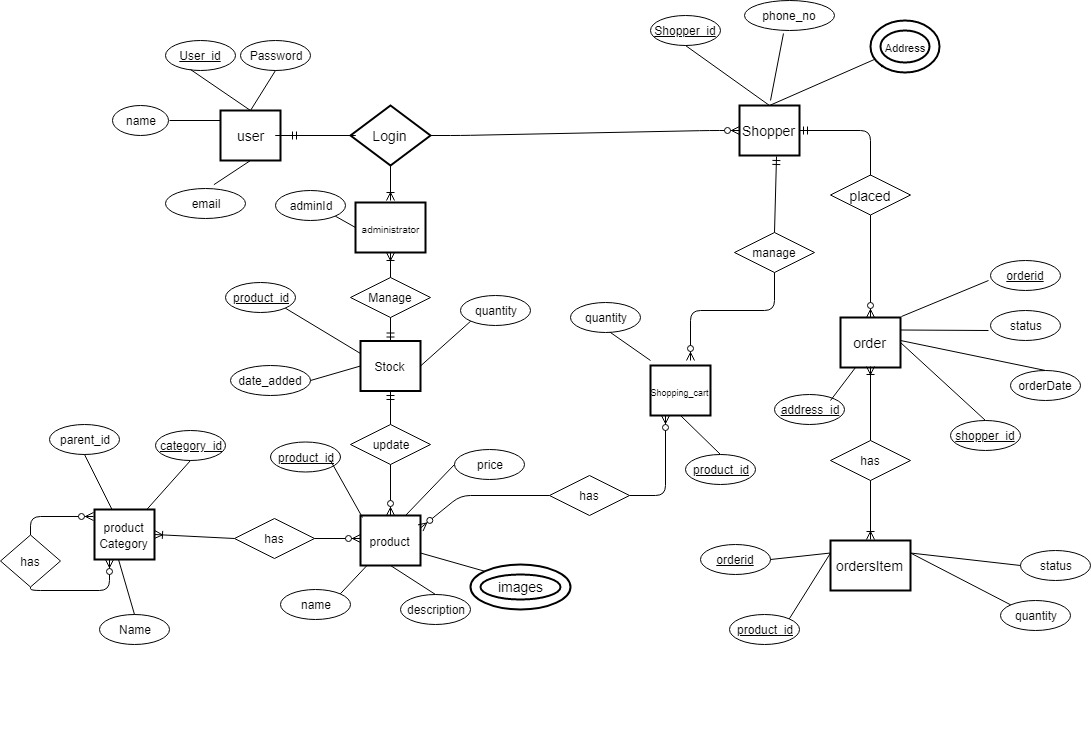 phone_no
Shopper_id
Address
User_id
Password
name
user
Login
Shopper
email
adminId
administrator
placed
manage
product_id
Manage
quantity
orderid
quantity
status
order
Stock
date_added
Shopping_cart
orderDate
address_id
parent_id
category_id
update
shopper_id
product_id
price
product_id
has
has
product
Category
has
product
has
orderid
ordersItem
status
images
name
description
quantity
Name
product_id